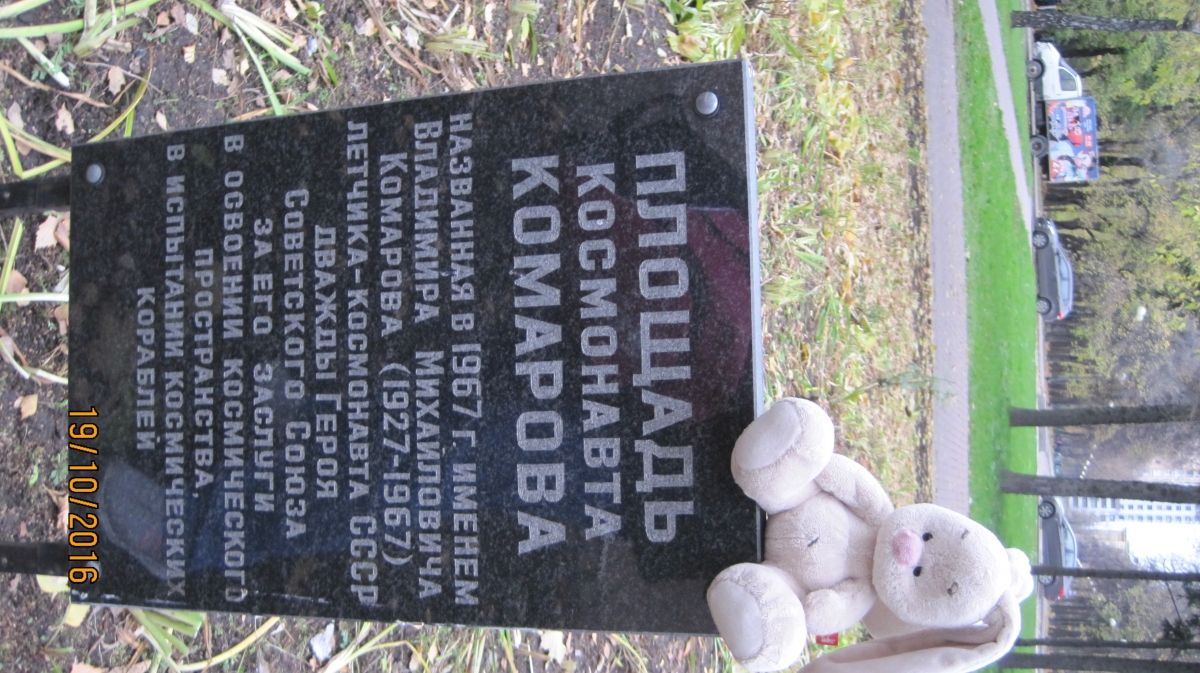 ПЛОЩАДЬ
КОСМОНАВТА
КОМАРОВА
НАЗВАННАЯ В 1967 Г. ИМЕНЕМ
ВЛАДИМИРА МИХАЙЛОВИЧА
КОМАРОВА (1927-1967)
ЛЕТЧИКА-КОСМОНАВТА СССР
ДВАЖДЫ ГЕРОЯ
СОВЕТСКОГО СОЮЗА
ЗА ЕГО ЗАСЛУГИ
В ОСВОЕНИИ КОСМИЧЕСКОГО
ПРОСТРАНСТВА,
В ИСПЫТАНИИ КОСМИЧЕСКИХ
КОРАБЛЕЙ
19/10/2016